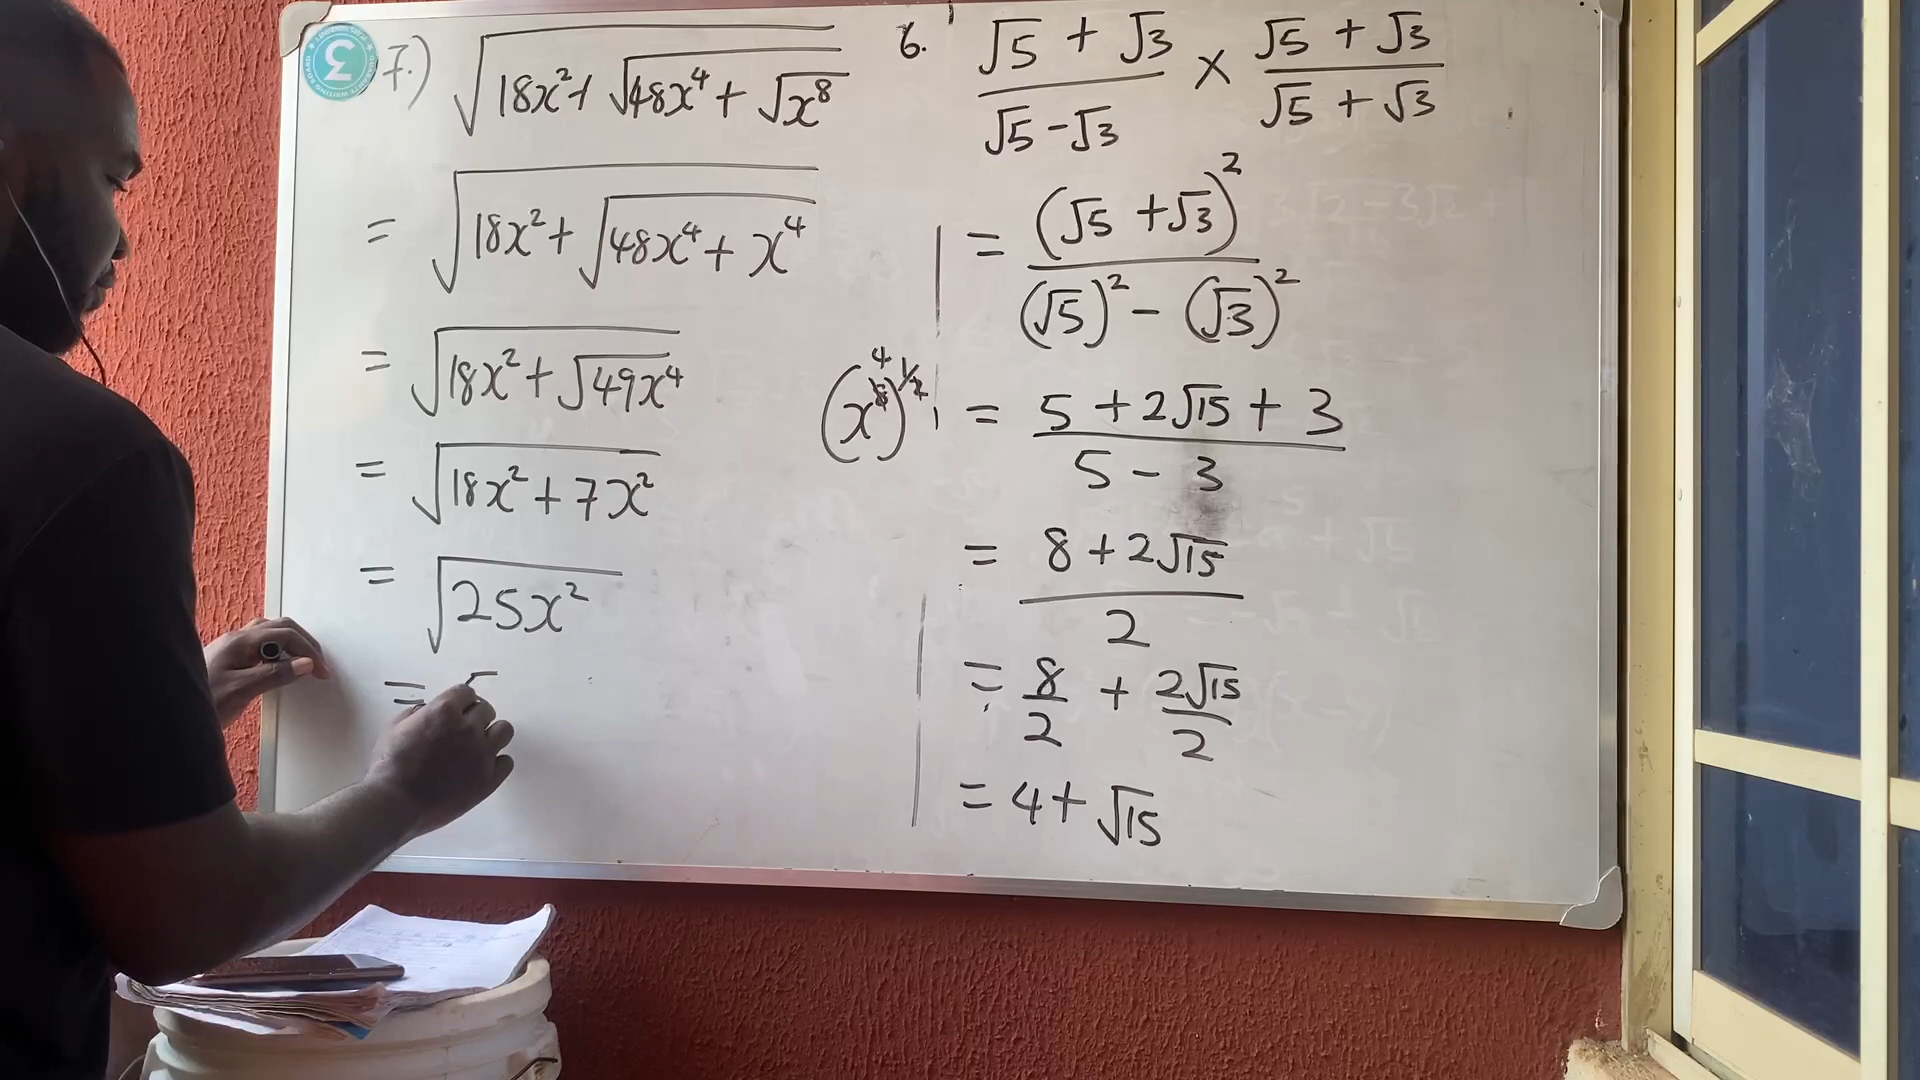 7.) √(18x² + √(48x⁴ + √x⁸))
= √(18x² + √(48x⁴ + x⁴))
= √(18x² + √49x⁴)
= √(18x² + 7x²)
= √25x²
=
(x⁸)^1/2 4
6. (√5 + √3)/(√5 - √3) × (√5 + √3)/(√5 + √3)
= (√5 + √3)²/((√5)² - (√3)²)
= (5 + 2√15 + 3)/(5 - 3)
= (8 + 2√15)/2
= 8/2 + 2√15/2
= 4 + √15